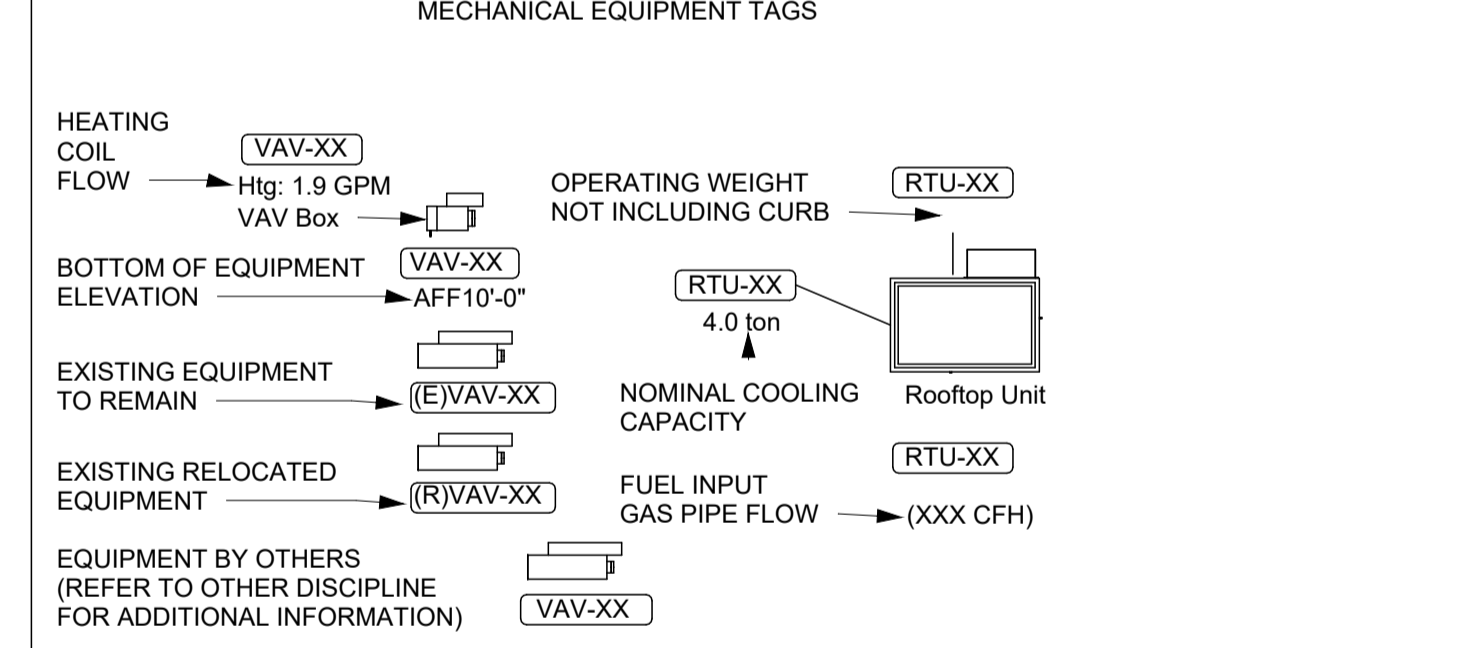 MECHANICAL EQUIPMENT TAGS
HEATING
COIL
FLOW
VAV-XX
Htg: 1.9 GPM
VAV Box
BOTTOM OF EQUIPMENT
ELEVATION
VAV-XX
AFF10'-0"
EXISTING EQUIPMENT
TO REMAIN
(E)VAV-XX
EXISTING RELOCATED
EQUIPMENT
(R)VAV-XX
EQUIPMENT BY OTHERS
(REFER TO OTHER DISCIPLINE
FOR ADDITIONAL INFORMATION)
VAV-XX
OPERATING WEIGHT
NOT INCLUDING CURB
RTU-XX
RTU-XX
4.0 ton
NOMINAL COOLING
CAPACITY
Rooftop Unit
FUEL INPUT
GAS PIPE FLOW
RTU-XX
(XXX CFH)